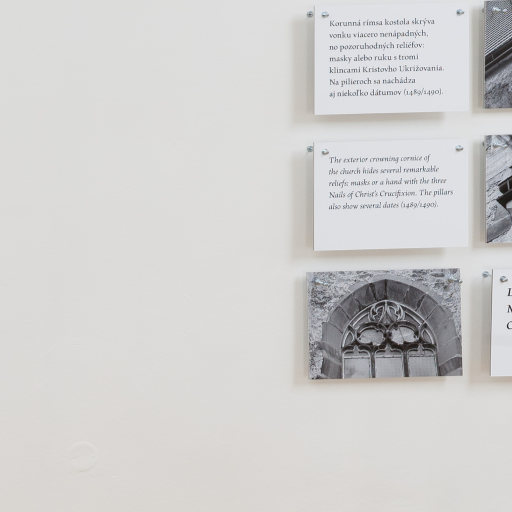 Korunná rímsa kostola skrýva
vonku viacero nenápadných,
no pozoruhodných reliéfov:
masky alebo ruku s tromi
klincami Kristovho Ukrižovania.
Na pilieroch sa nachádza
aj niekoľko dátumov (1489/1490).
The exterior crowning cornice of
the church hides several remarkable
reliefs: masks or a hand with the three
Nails of Christ's Crucifixion. The pillars
also show several dates (1489/1490).